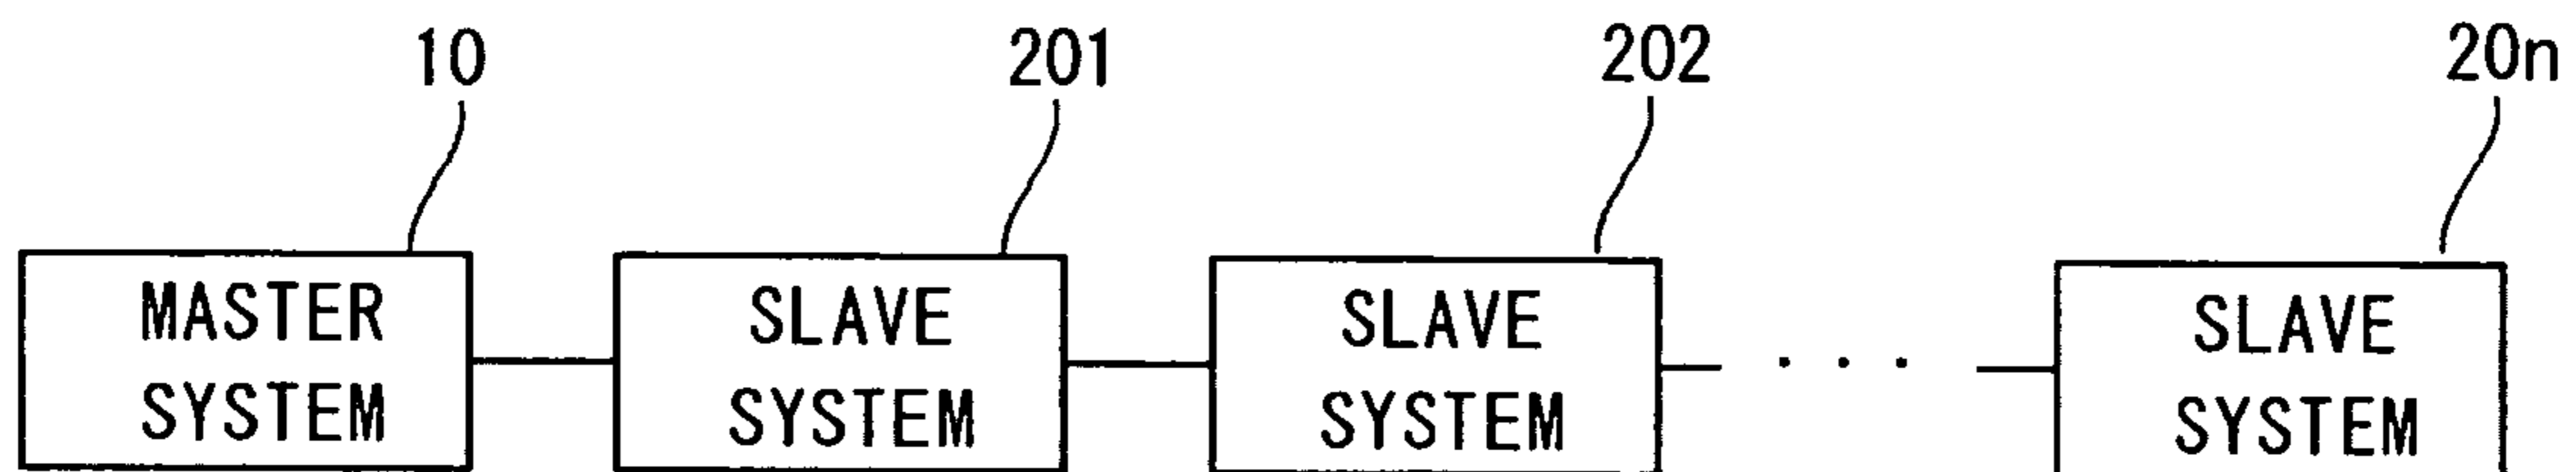 10
201
202
20n
MASTER
SYSTEM
SLAVE
SYSTEM
SLAVE
SYSTEM
. . .
SLAVE
SYSTEM